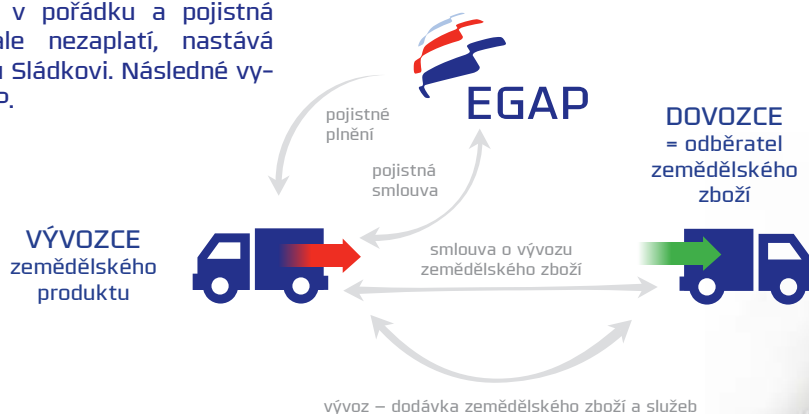 v pořádku a pojistná
ale nezaplatí, nastává
Sládkovi. Následné vy-
pojistné
plnění
EGAP
pojistná
smlouva
DOVOZCE
= odběratel
zemědělského
zboží
VÝVOZCE
zemědělského
produktu
smlouva o vývozu
zemědělského zboží
vývoz – dodávka zemědělského zboží a služeb